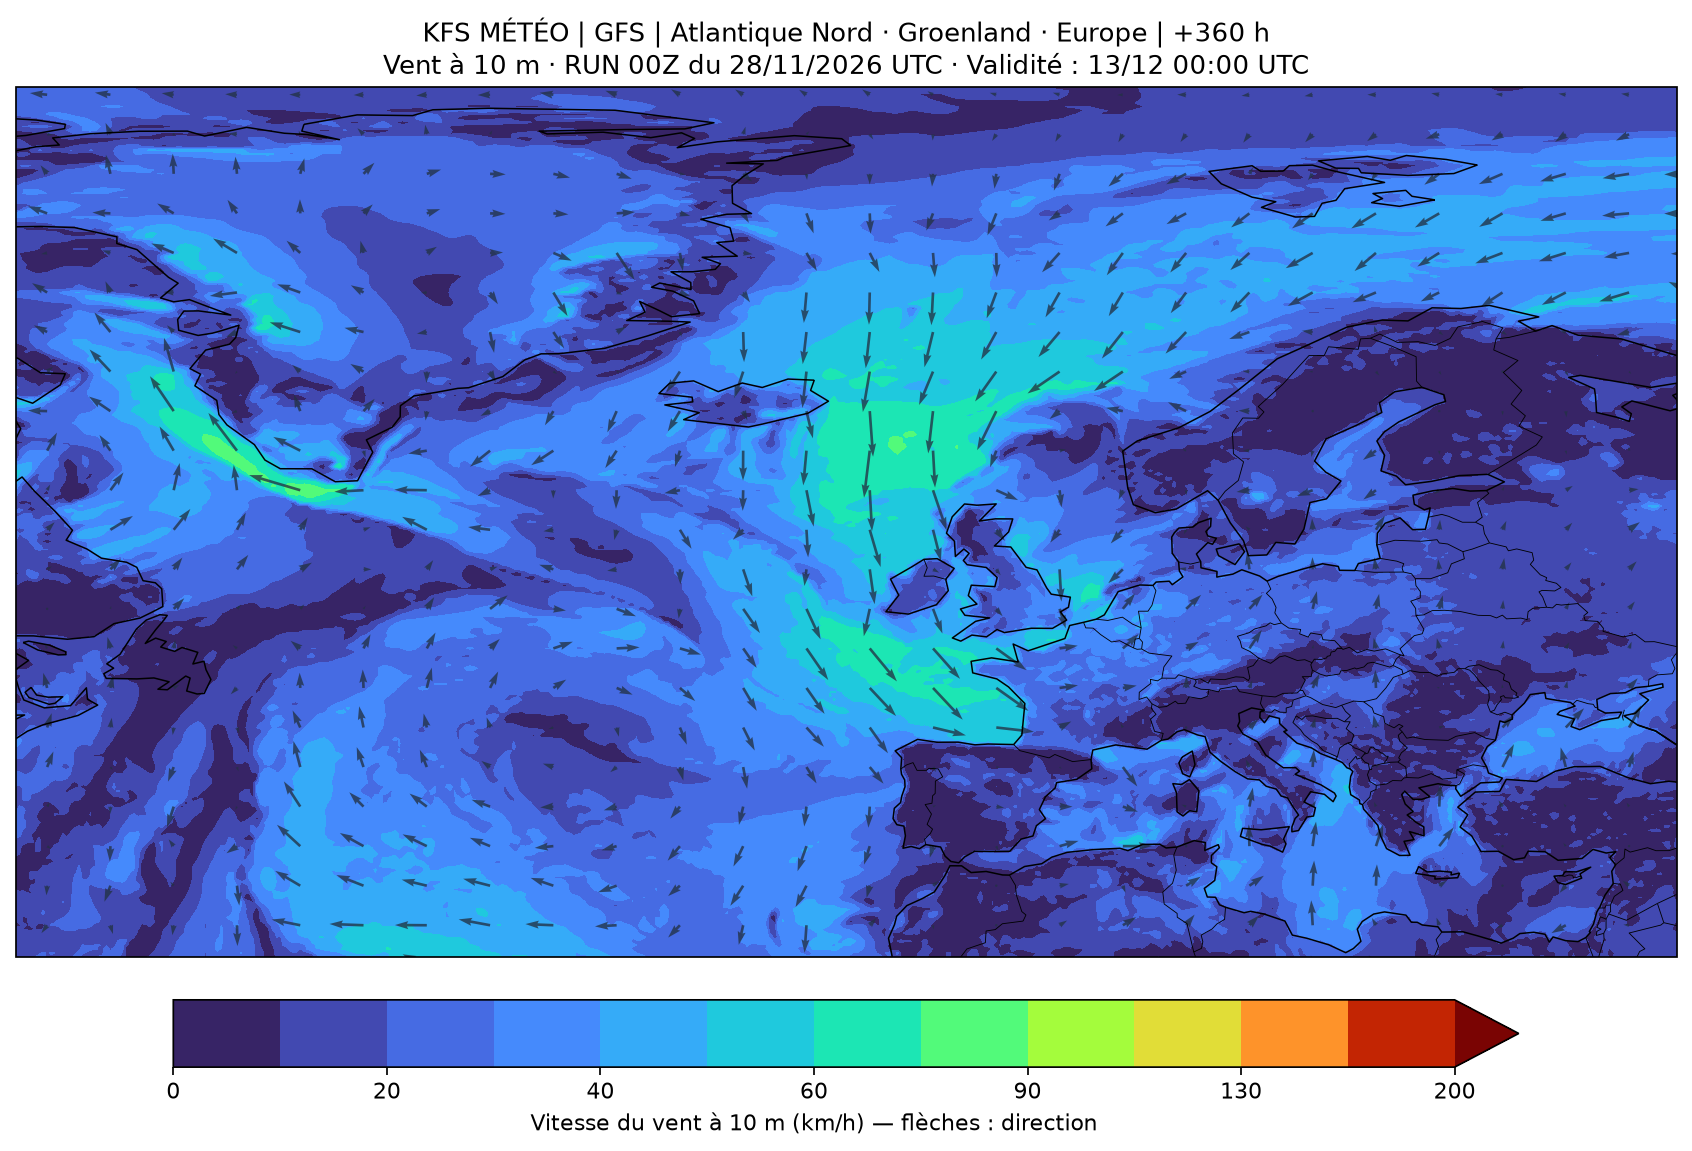 KFS MÉTÉO | GFS | Atlantique Nord · Groenland · Europe | +360 h
Vent à 10 m · RUN 00Z du 28/11/2026 UTC · Validité : 13/12 00:00 UTC
0 20 40 60 90 130 200
Vitesse du vent à 10 m (km/h) — flèches : direction